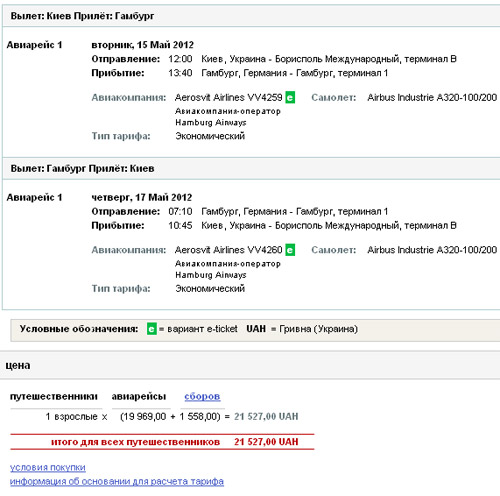 Вылет: Киев Прилёт: Гамбург
Авиарейс 1 вторник, 15 Май 2012
Отправление: 12:00 Киев, Украина - Борисполь Международный, терминал B
Прибытие: 13:40 Гамбург, Германия - Гамбург, терминал 1
Авиакомпания: Aerosvit Airlines VV4259 e Самолет: Airbus Industrie A320-100/200
Авиакомпания-оператор
Hamburg Airways
Тип тарифа: Экономический
Вылет: Гамбург Прилёт: Киев
Авиарейс 1 четверг, 17 Май 2012
Отправление: 07:10 Гамбург, Германия - Гамбург, терминал 1
Прибытие: 10:45 Киев, Украина - Борисполь Международный, терминал B
Авиакомпания: Aerosvit Airlines VV4260 e Самолет: Airbus Industrie A320-100/200
Авиакомпания-оператор
Hamburg Airways
Тип тарифа: Экономический
Условные обозначения: e = вариант e-ticket UAH = Гривна (Украина)
цена
путешественники авиарейсы сборов
1 взрослые x (19 969,00 + 1 558,00) = 21 527,00 UAH
итого для всех путешественников 21 527,00 UAH
условия покупки
информация об основании для расчета тарифа